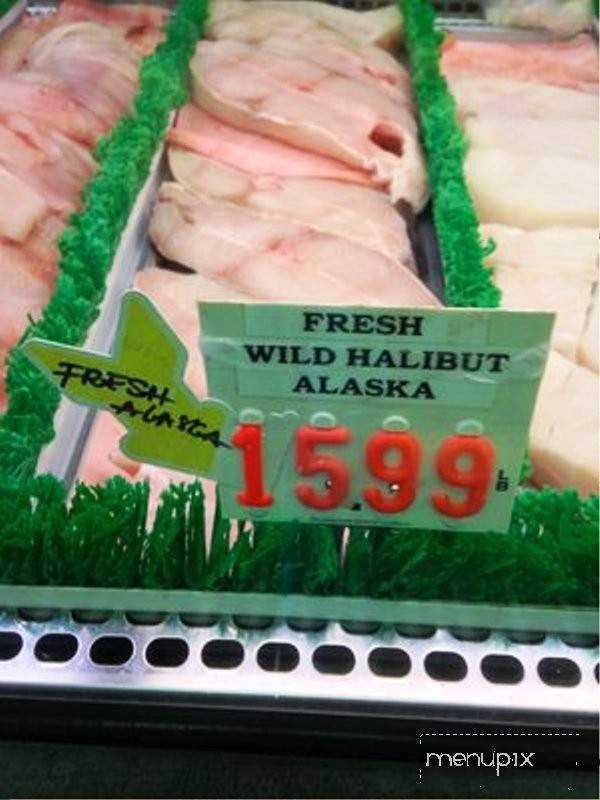 FRESH
WILD HALIBUT
ALASKA
FRESH
ALASKA
15.99 LB
menupix